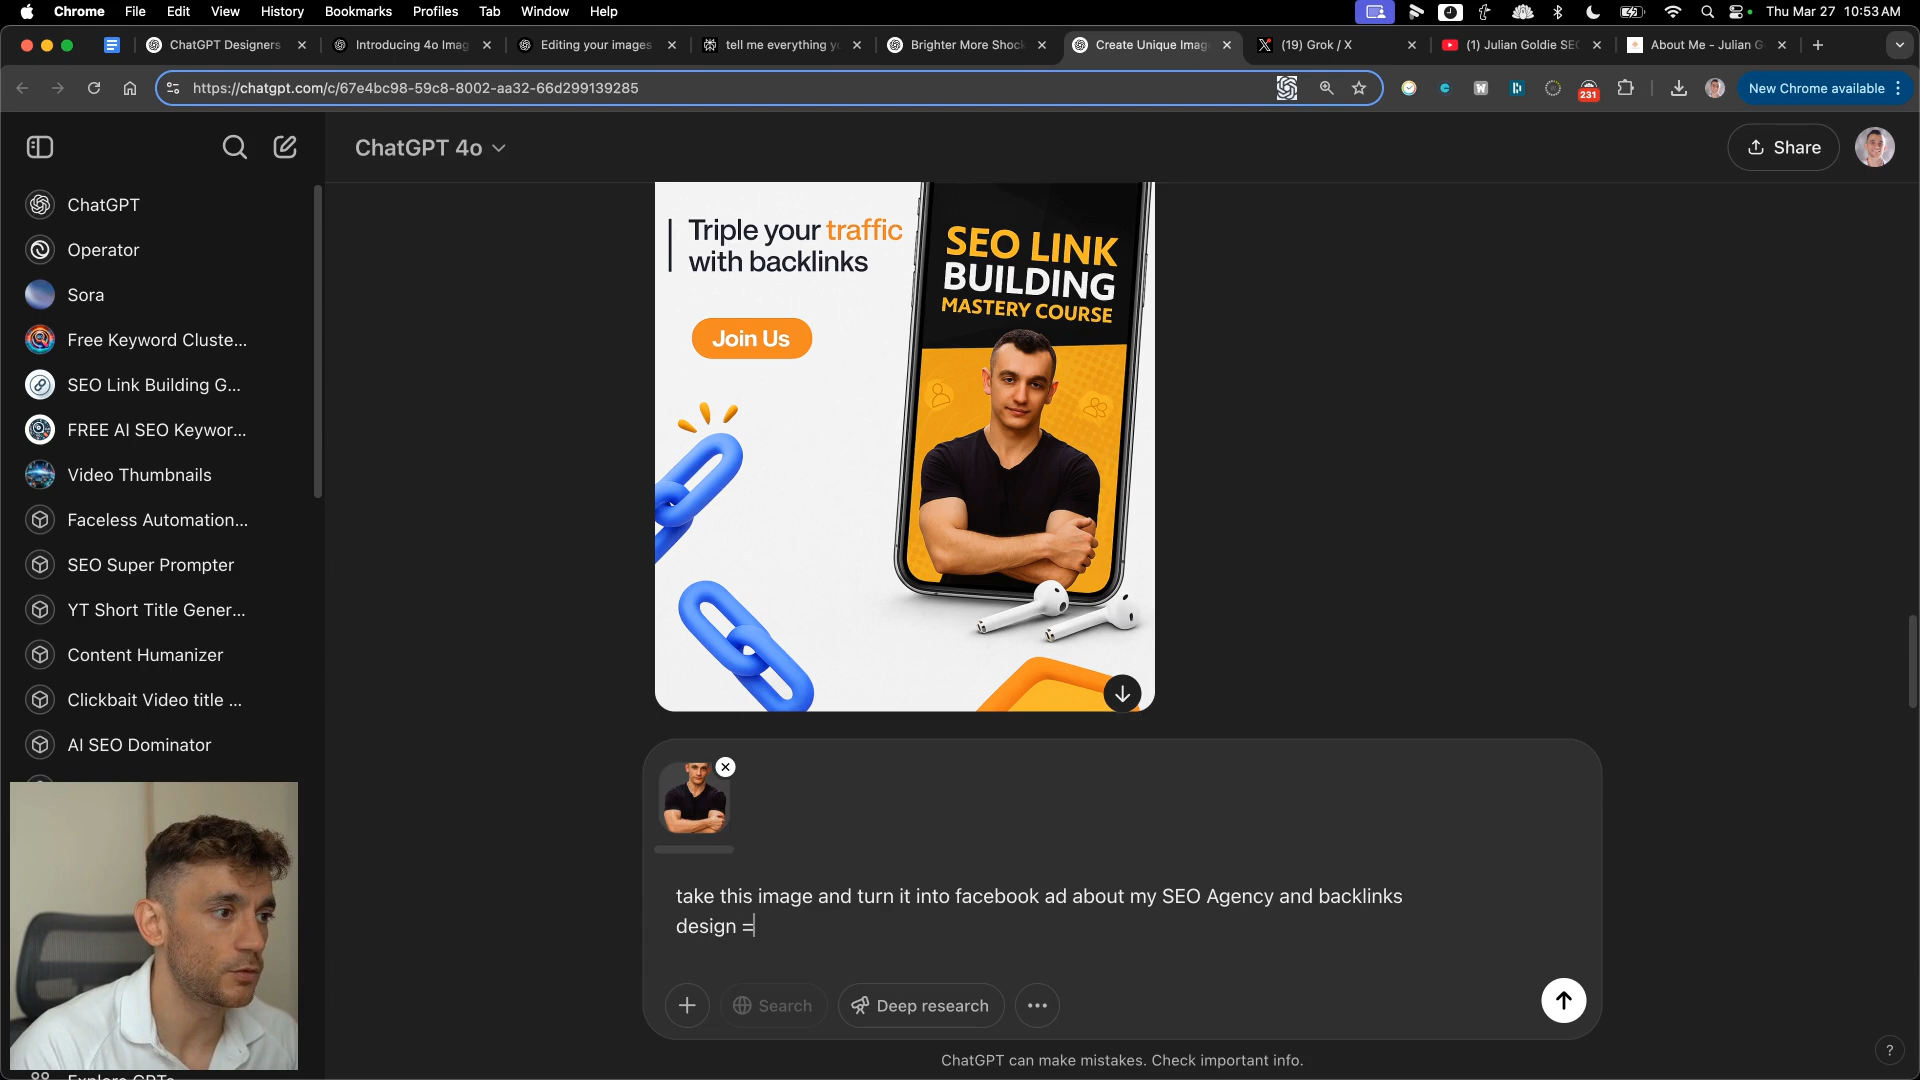 Chrome File Edit View History Bookmarks Profiles Tab Window Help Thu Mar 27 10:53 AM
ChatGPT Designers Introducing 4o Imag Editing your images tell me everything yo Brighter More Shock Create Unique Imag (19) Grok / X (1) Julian Goldie SEO About Me - Julian G
https://chatgpt.com/c/67e4bc98-59c8-8002-aa32-66d299139285 231 New Chrome available
ChatGPT 4o
Share
ChatGPT
Operator
Sora
Free Keyword Cluste...
SEO Link Building G...
FREE AI SEO Keywor...
Video Thumbnails
Faceless Automation...
SEO Super Prompter
YT Short Title Gener...
Content Humanizer
Clickbait Video title ...
AI SEO Dominator
Explore GPTs
Triple your traffic
with backlinks
Join Us
SEO LINK
BUILDING
MASTERY COURSE
take this image and turn it into facebook ad about my SEO Agency and backlinks
design =
Search Deep research
ChatGPT can make mistakes. Check important info.
?